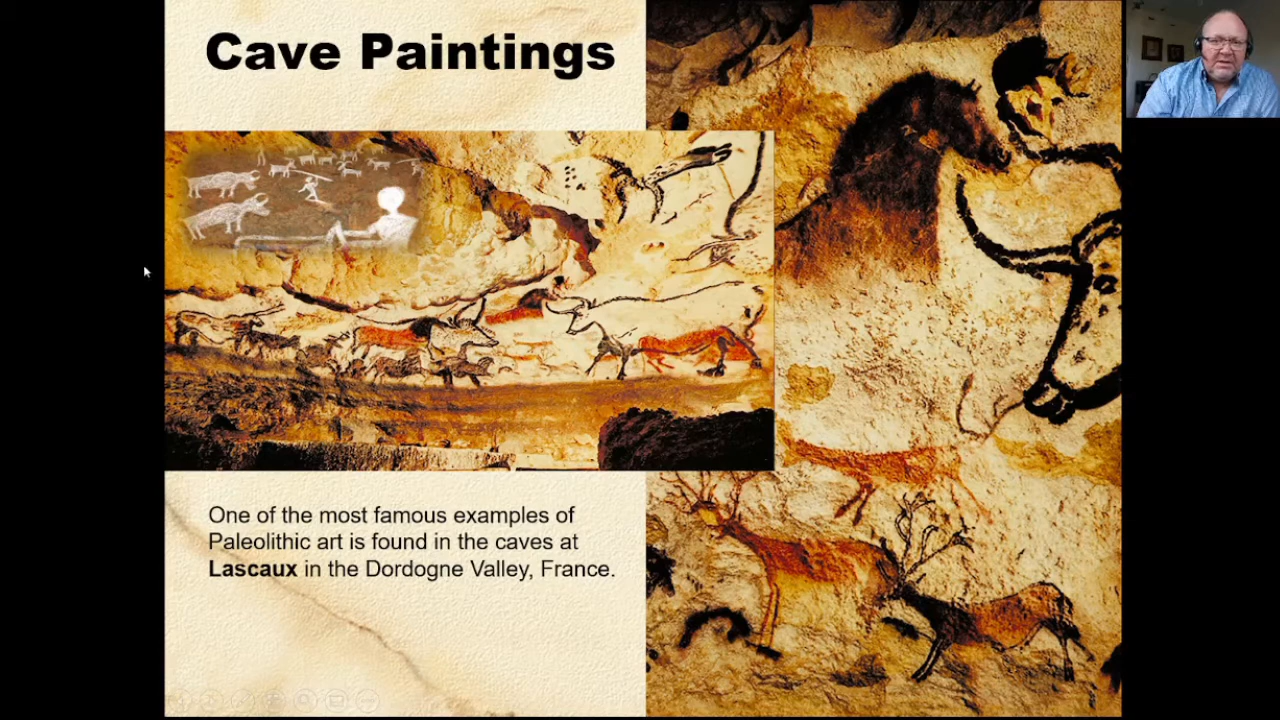 Cave Paintings
One of the most famous examples of
Paleolithic art is found in the caves at
Lascaux in the Dordogne Valley, France.